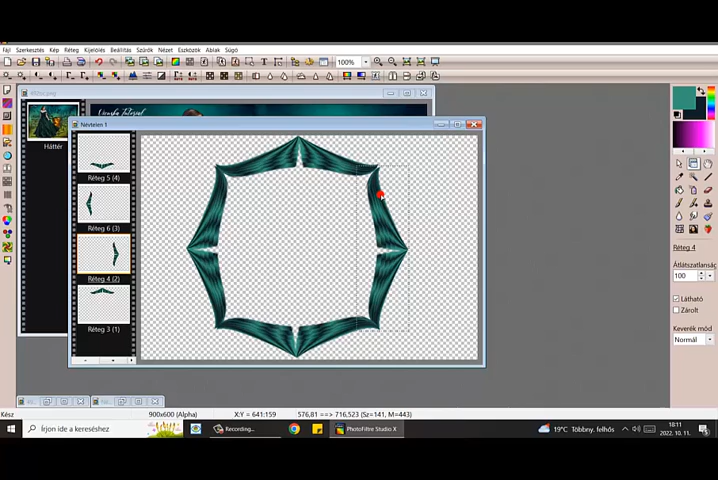 Fájl Szerkesztés Kép Réteg Kijelölés Beállítás Szűrők Nézet Eszközök Ablak Súgó
100%
Háttér
Névtelen 1
Réteg 5 (4)
Réteg 6 (3)
Réteg 4 (2)
Réteg 3 (1)
Réteg 4
Átlátszatlanság
100
Látható
Zárolt
Keverék mód
Normál
Kész
900x600 (Alpha)
X:Y = 641:159
576,81 ==> 716,523 (Sz=141, M=443)
Írjon ide a kereséshez
Recording...
PhotoFiltre Studio X
19°C Többny. felhős
18:11
2022. 10. 11.